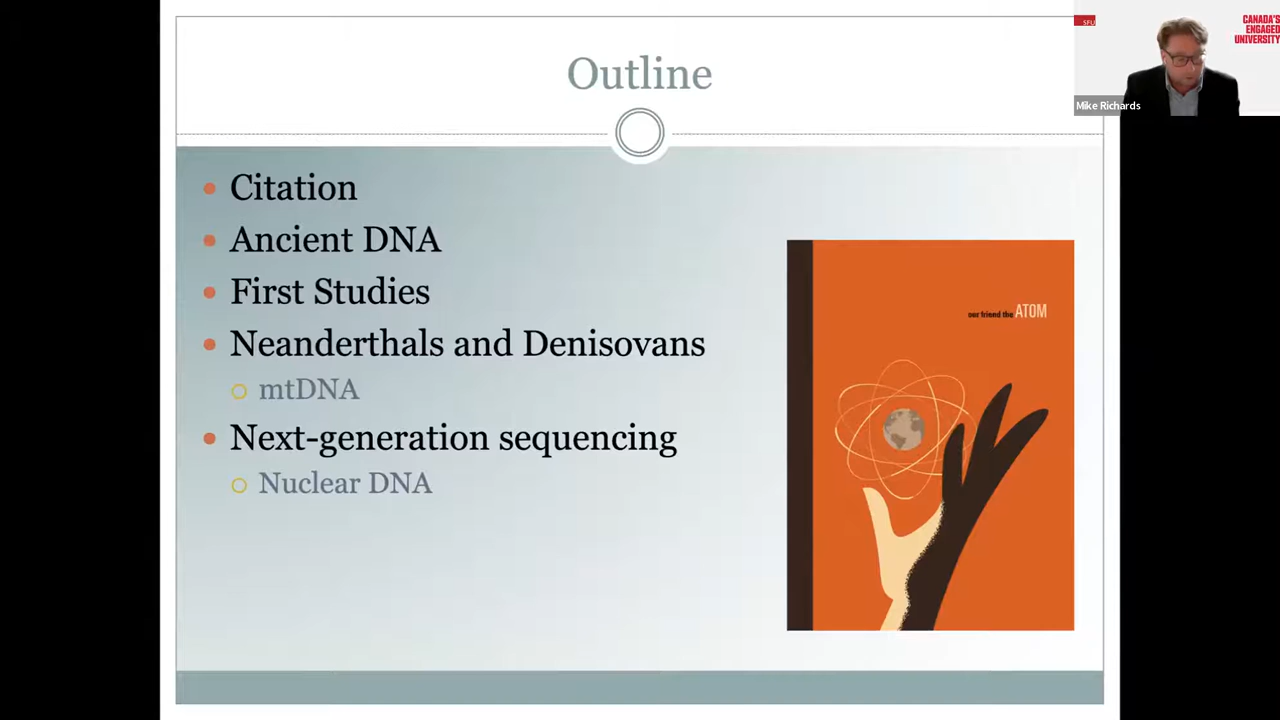 Outline
Citation
Ancient DNA
First Studies
Neanderthals and Denisovans
mtDNA
Next-generation sequencing
Nuclear DNA
our friend the ATOM
SFU
CANADA'S
ENGAGED
UNIVERSITY
Mike Richards